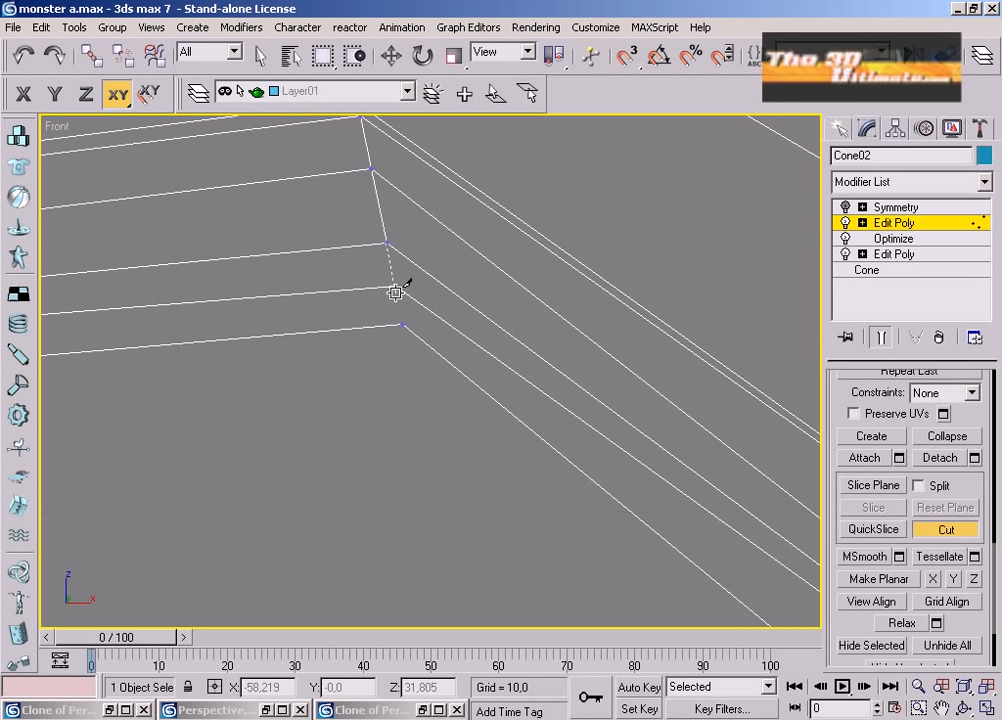 monster a.max - 3ds max 7 - Stand-alone License
File Edit Tools Group Views Create Modifiers Character reactor Animation Graph Editors Rendering Customize MAXScript Help
All
View
The 3D
Ultimate.com
X Y Z XY XY
Layer01
Front
Cone02
Modifier List
Symmetry
Edit Poly
Optimize
Edit Poly
Cone
Repeat Last
Constraints: None
Preserve UVs
Create Collapse
Attach Detach
Slice Plane Split
Slice Reset Plane
QuickSlice Cut
MSmooth Tessellate
Make Planar X Y Z
View Align Grid Align
Relax
Hide Selected Unhide All
z
x
0 / 100
0 10 20 30 40 50 60 70 80 90 100
1 Object Sele X: -58,219 Y: -0,0 Z: 31,805 Grid = 10,0 Auto Key Selected
Clone of Per Perspective, Clone of Per Add Time Tag Set Key Key Filters... 0